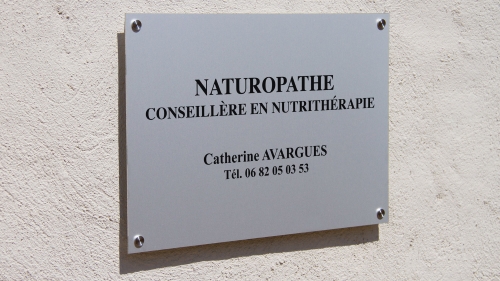 NATUROPATHE
CONSEILLÈRE EN NUTRITHÉRAPIE
Catherine AVARGUES
Tél. 06 82 05 03 53